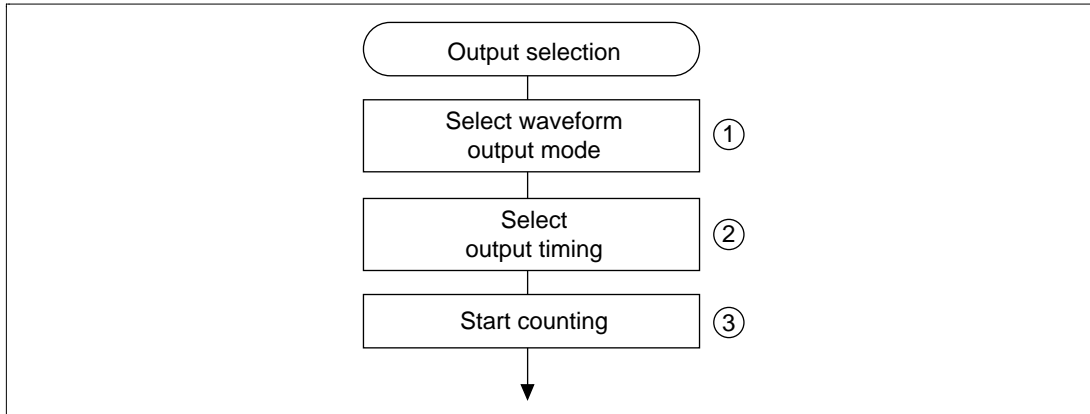 Output selection
Select waveform
output mode
①
Select
output timing
②
Start counting
③